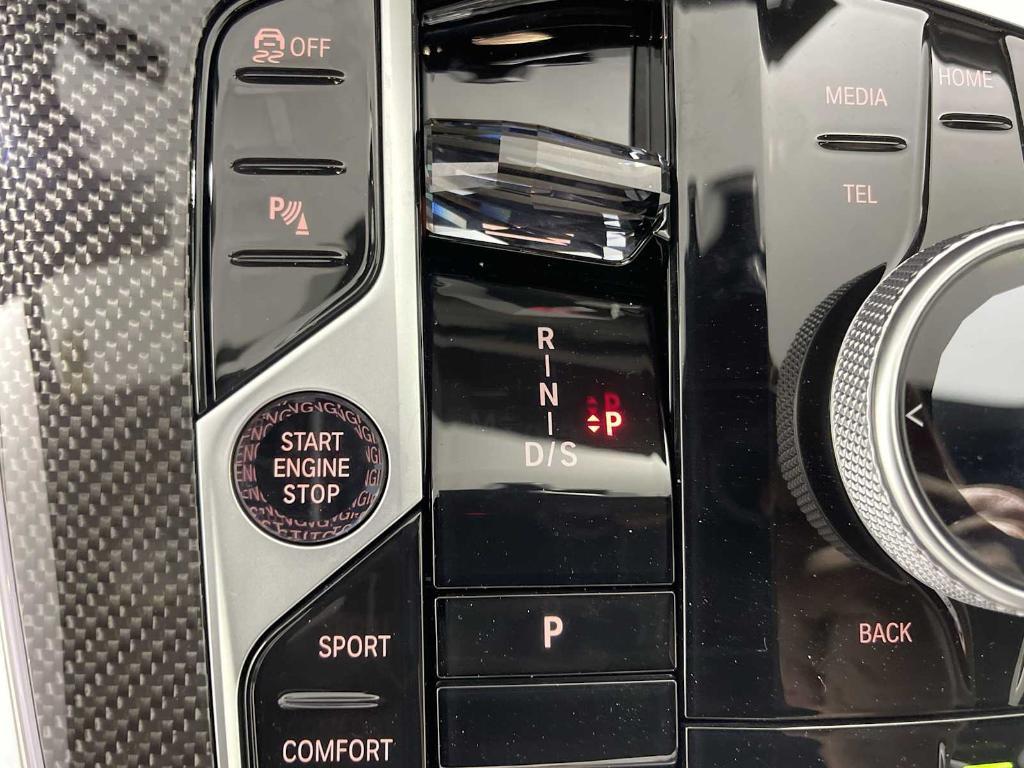 OFF
P
START
ENGINE
STOP
SPORT
COMFORT
R
N
D/S
P
P
MEDIA
HOME
TEL
BACK